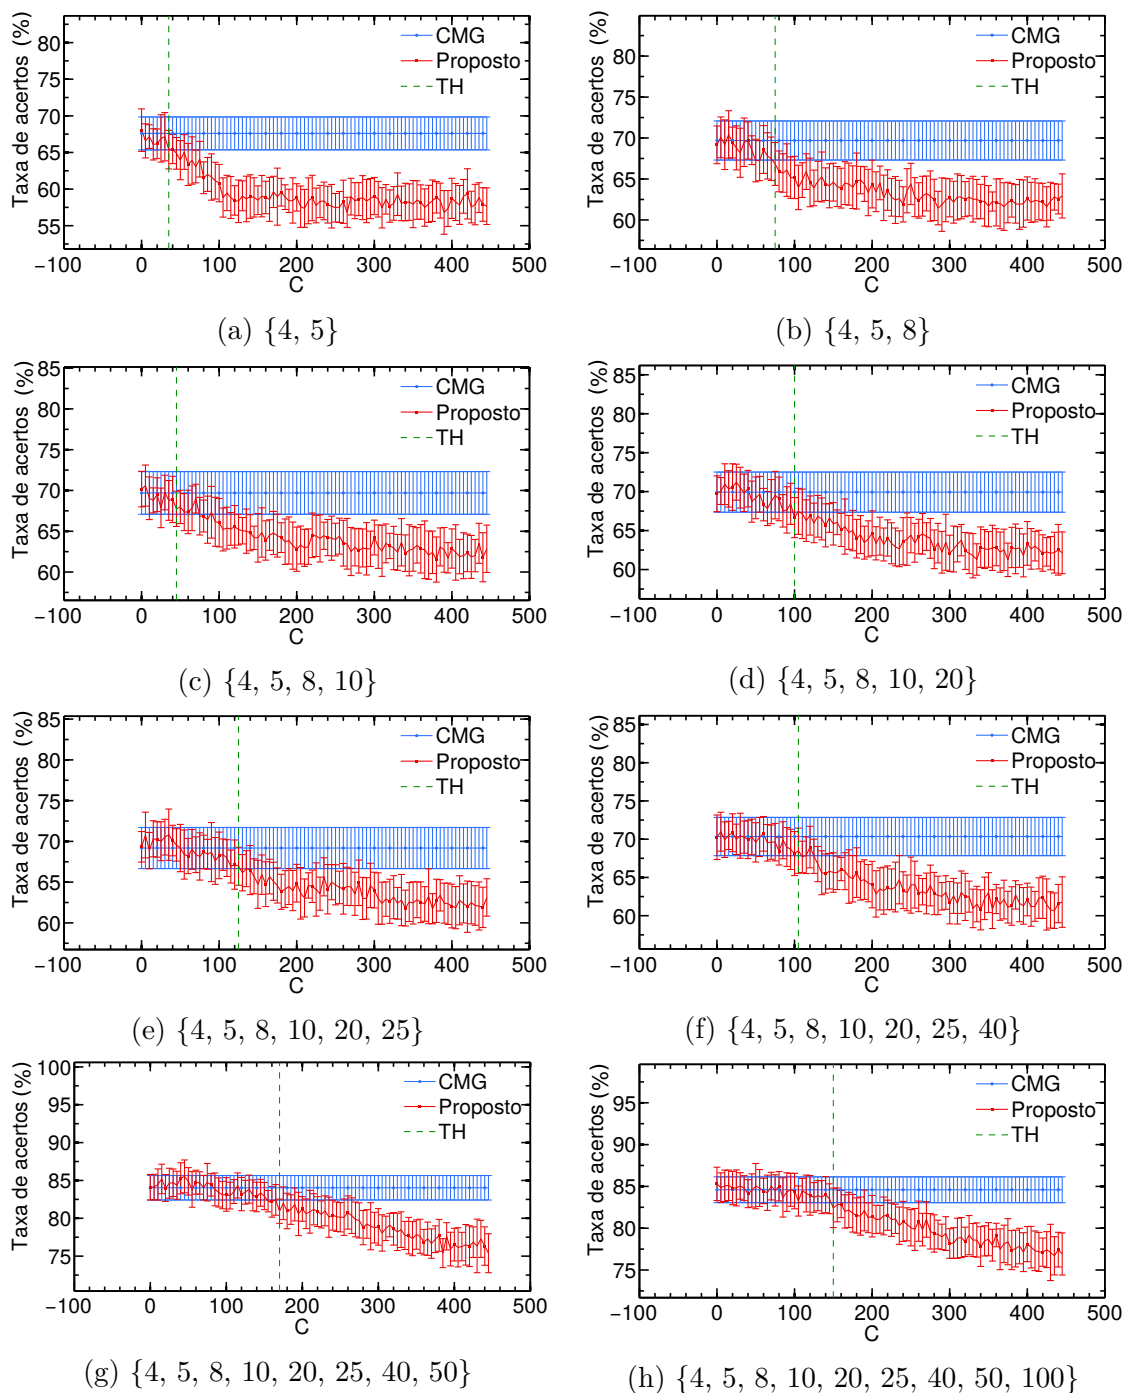 Taxa de acertos (%)
80
75
70
65
60
55
−100 0 100 200 300 400 500
C
CMG
Proposto
TH
(a) {4, 5}
Taxa de acertos (%)
80
75
70
65
60
−100 0 100 200 300 400 500
C
CMG
Proposto
TH
(b) {4, 5, 8}
Taxa de acertos (%)
85
80
75
70
65
60
−100 0 100 200 300 400 500
C
CMG
Proposto
TH
(c) {4, 5, 8, 10}
Taxa de acertos (%)
85
80
75
70
65
60
−100 0 100 200 300 400 500
C
CMG
Proposto
TH
(d) {4, 5, 8, 10, 20}
Taxa de acertos (%)
85
80
75
70
65
60
−100 0 100 200 300 400 500
C
CMG
Proposto
TH
(e) {4, 5, 8, 10, 20, 25}
Taxa de acertos (%)
85
80
75
70
65
60
−100 0 100 200 300 400 500
C
CMG
Proposto
TH
(f) {4, 5, 8, 10, 20, 25, 40}
Taxa de acertos (%)
100
95
90
85
80
75
−100 0 100 200 300 400 500
C
CMG
Proposto
TH
(g) {4, 5, 8, 10, 20, 25, 40, 50}
Taxa de acertos (%)
95
90
85
80
75
−100 0 100 200 300 400 500
C
CMG
Proposto
TH
(h) {4, 5, 8, 10, 20, 25, 40, 50, 100}